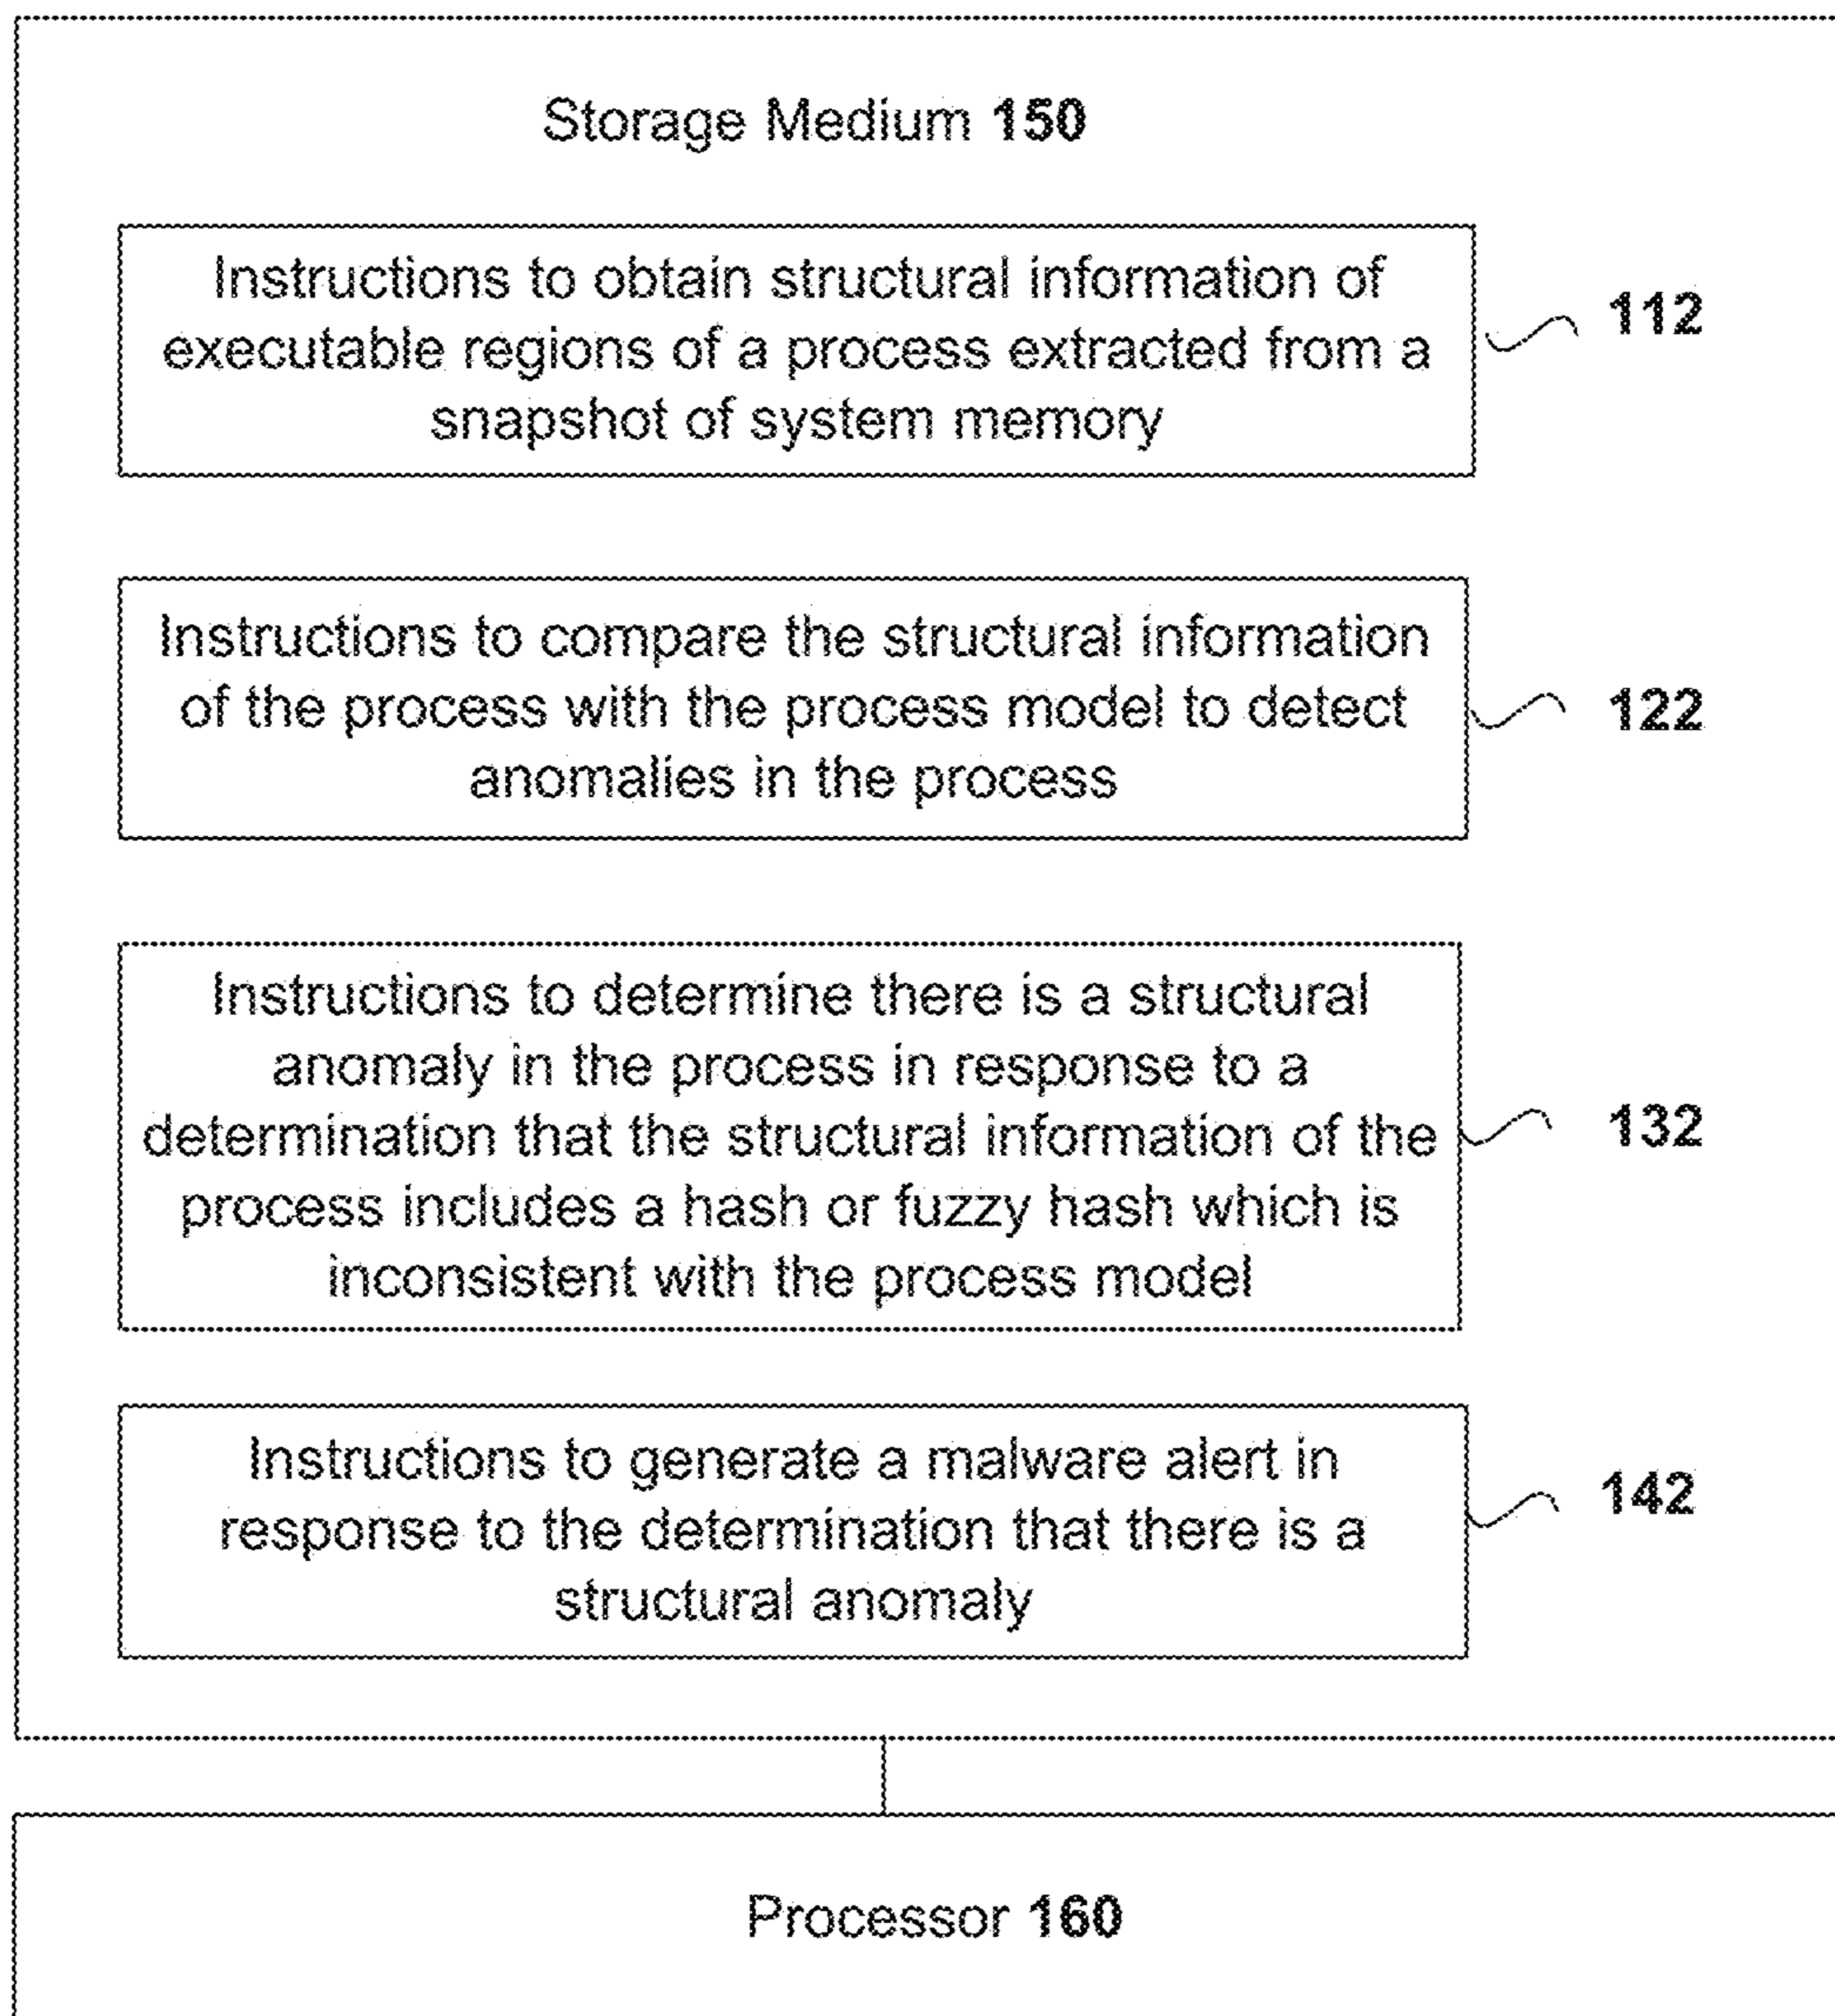 Storage Medium 150
Instructions to obtain structural information of
executable regions of a process extracted from a
snapshot of system memory
112
Instructions to compare the structural information
of the process with the process model to detect
anomalies in the process
122
Instructions to determine there is a structural
anomaly in the process in response to a
determination that the structural information of the
process includes a hash or fuzzy hash which is
inconsistent with the process model
132
Instructions to generate a malware alert in
response to the determination that there is a
structural anomaly
142
Processor 160